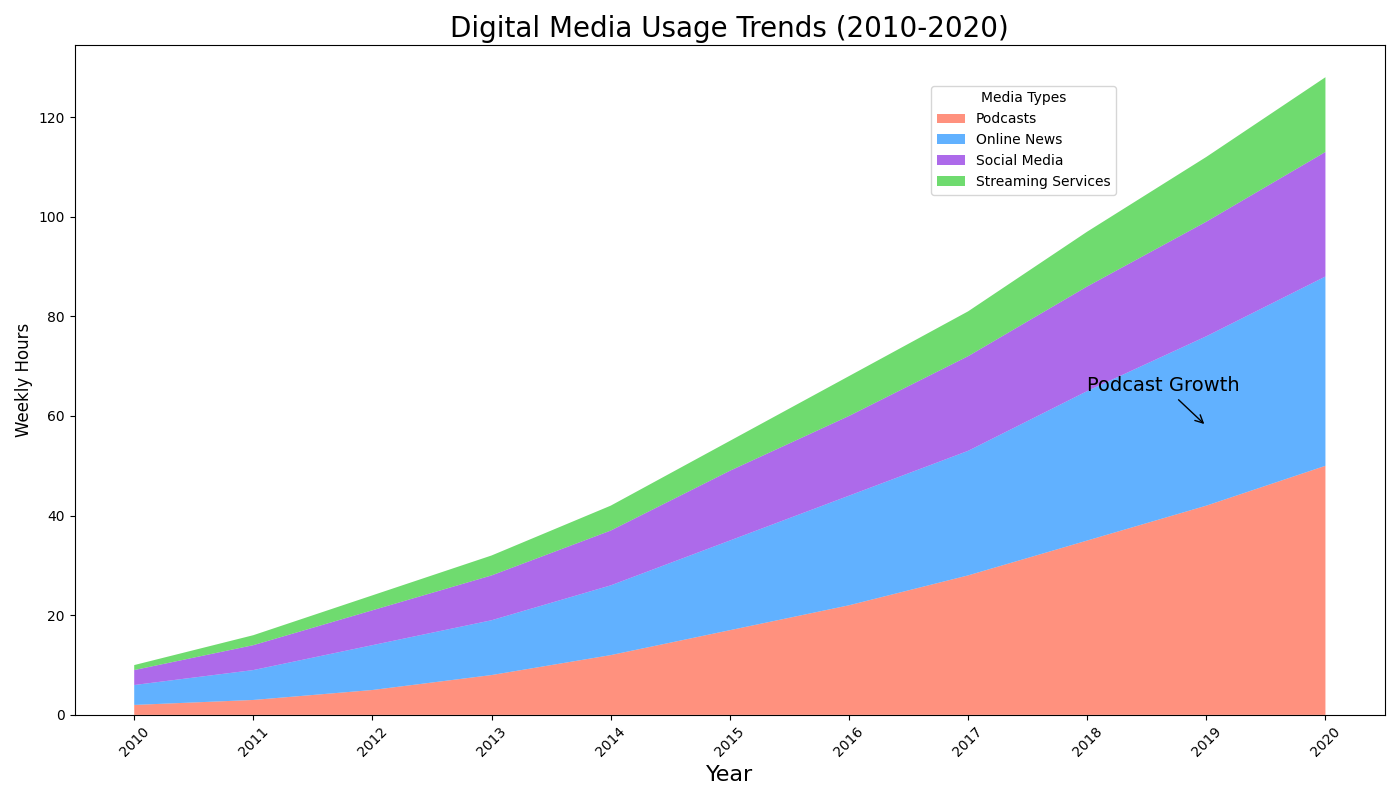 Digital Media Usage Trends (2010-2020)
Media Types
Podcasts
Online News
Social Media
Streaming Services
Podcast Growth
Weekly Hours
120
100
80
60
40
20
0
2010
2011
2012
2013
2014
2015
2016
2017
2018
2019
2020
Year